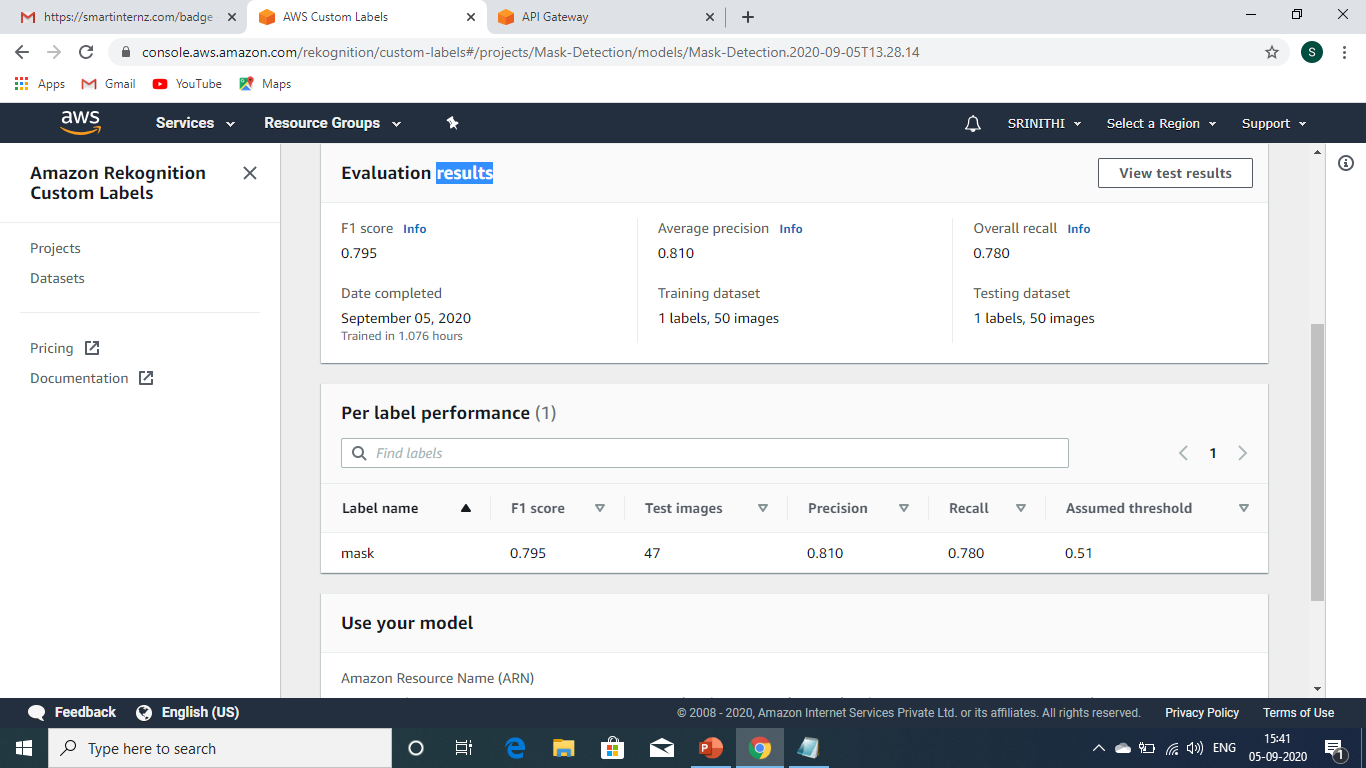 https://smartinternz.com/badge
AWS Custom Labels
API Gateway
console.aws.amazon.com/rekognition/custom-labels#/projects/Mask-Detection/models/Mask-Detection.2020-09-05T13.28.14
S
Apps Gmail YouTube Maps
aws Services Resource Groups SRINITHI Select a Region Support
Amazon Rekognition
Custom Labels
Projects
Datasets
Pricing
Documentation
Evaluation results
View test results
F1 score Info Average precision Info Overall recall Info
0.795 0.810 0.780
Date completed Training dataset Testing dataset
September 05, 2020 1 labels, 50 images 1 labels, 50 images
Trained in 1.076 hours
Per label performance (1)
Find labels
1
Label name F1 score Test images Precision Recall Assumed threshold
mask 0.795 47 0.810 0.780 0.51
Use your model
Amazon Resource Name (ARN)
Feedback English (US) © 2008 - 2020, Amazon Internet Services Private Ltd. or its affiliates. All rights reserved. Privacy Policy Terms of Use
Type here to search
ENG
15:41
05-09-2020
1